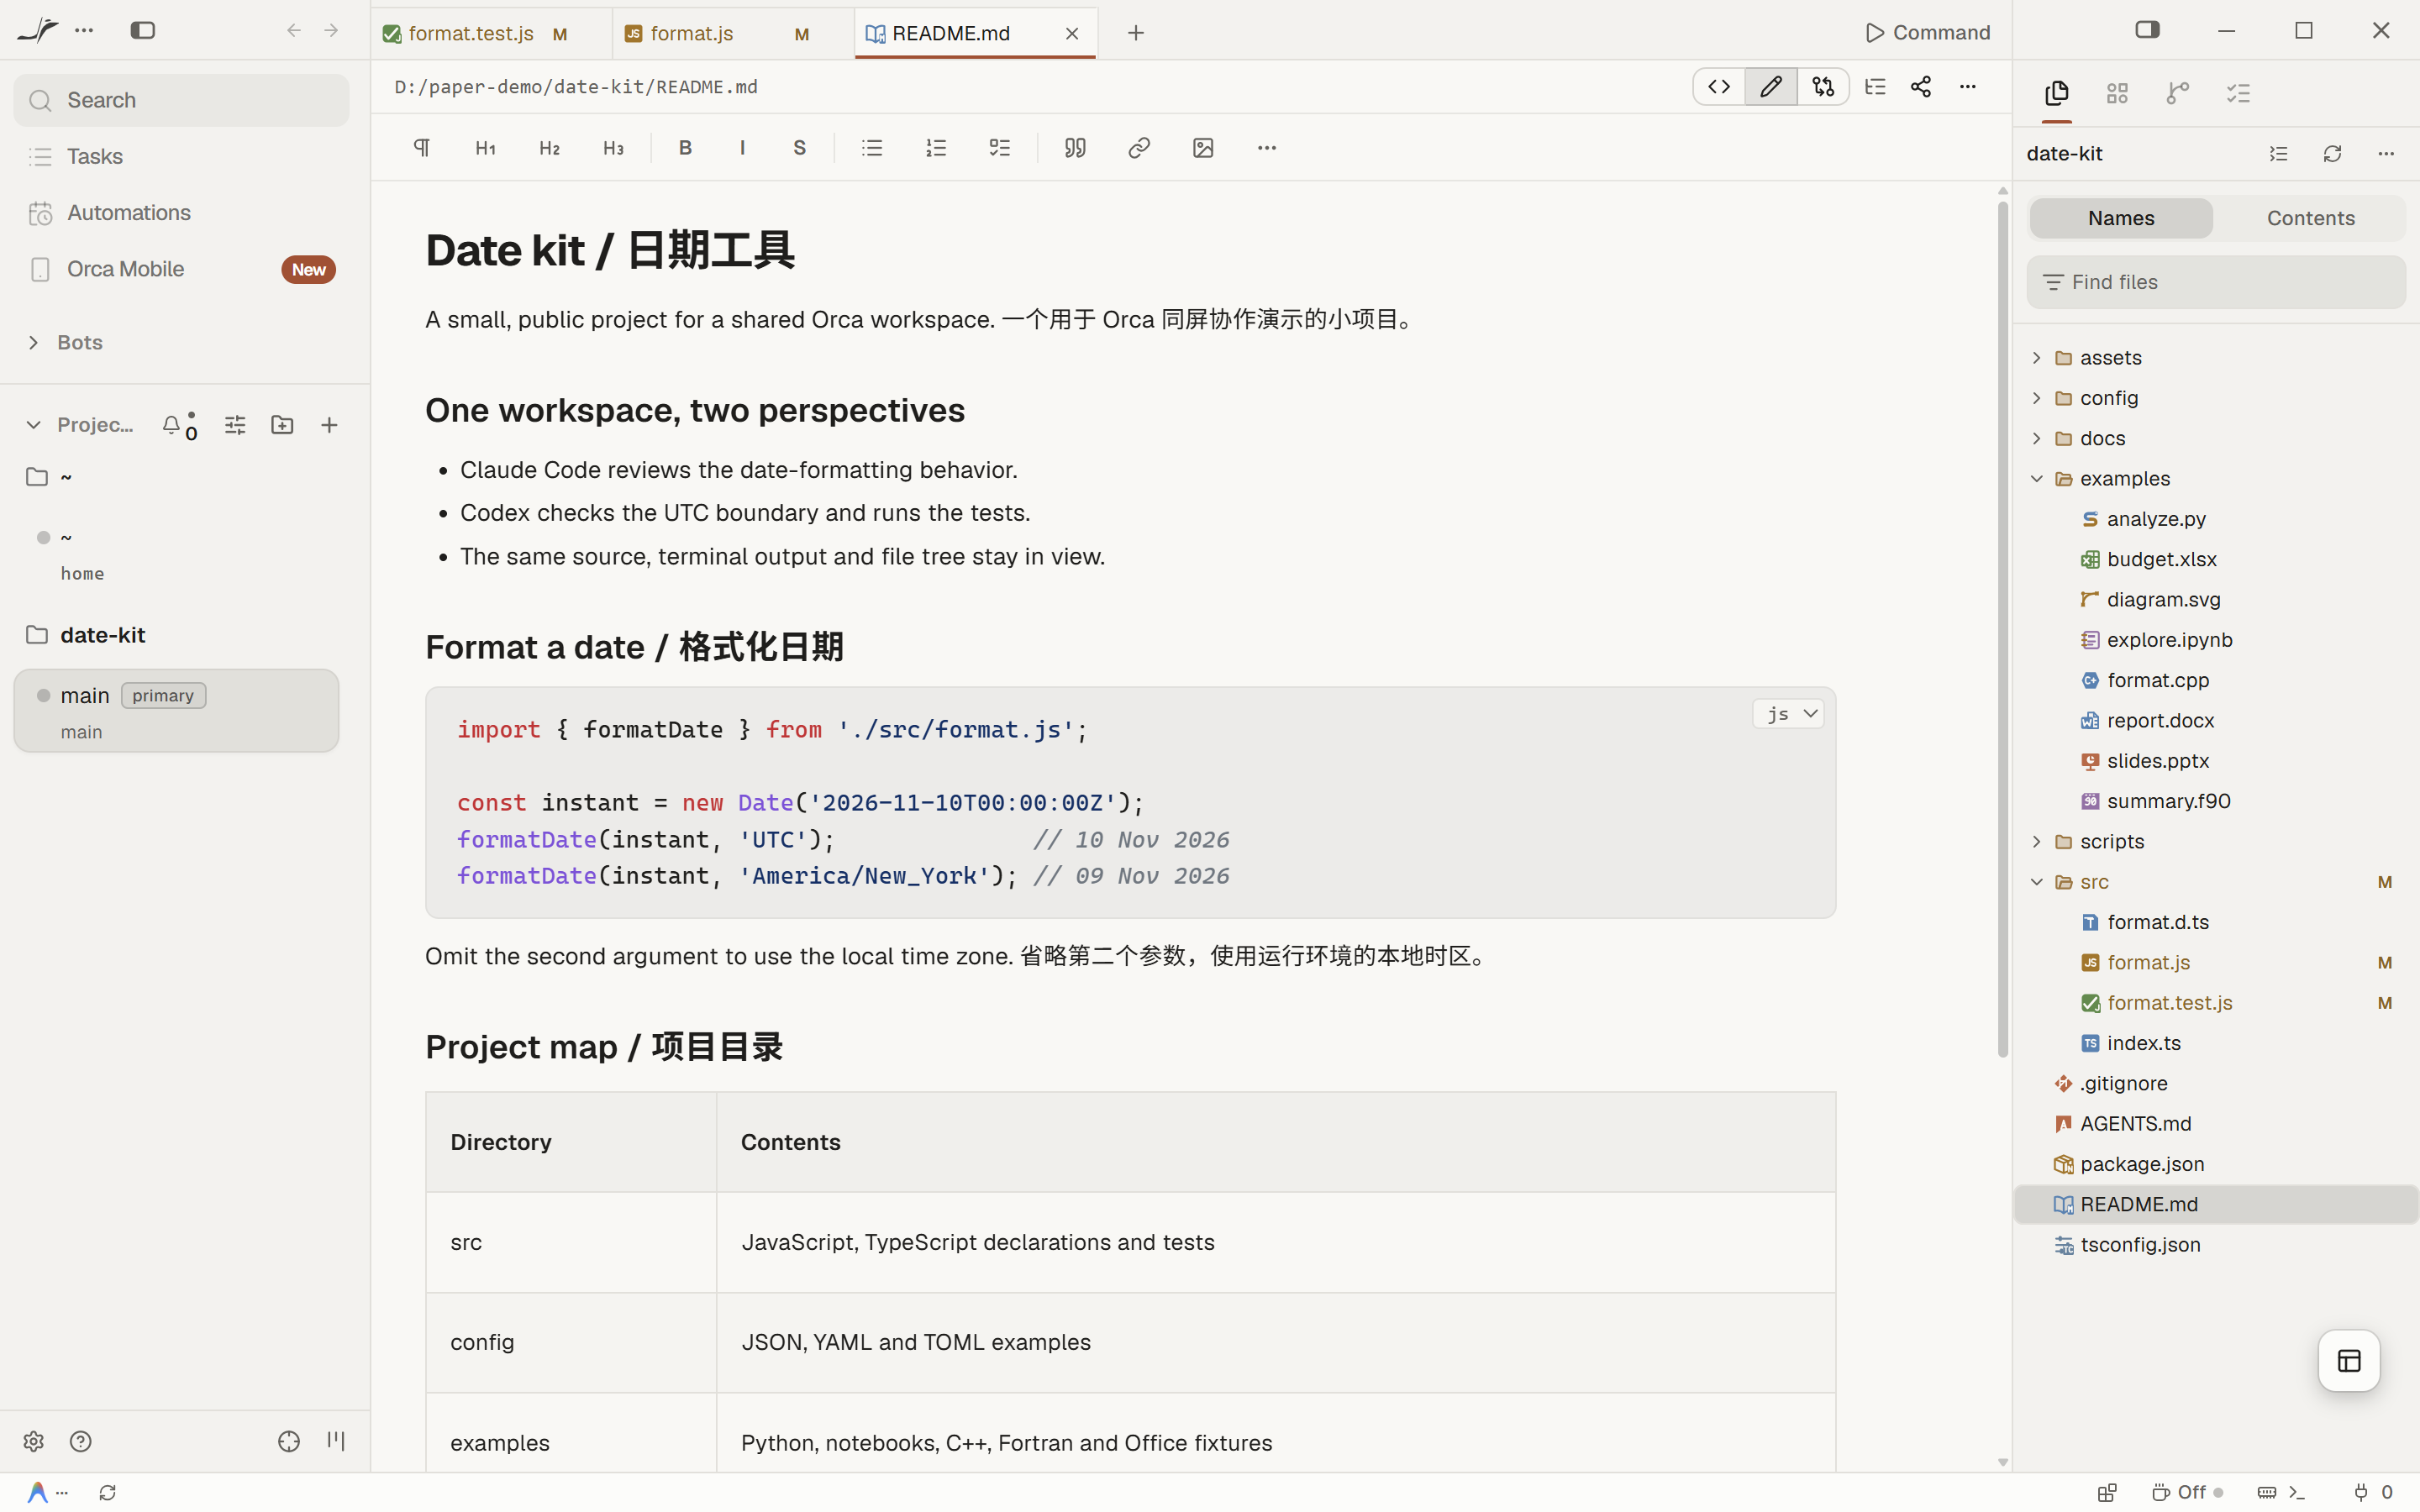 format.test.js M
format.js M
README.md
Command
Search
Tasks
Automations
Orca Mobile New
Bots
Projec... 0
~
~
home
date-kit
main primary
main
D:/paper-demo/date-kit/README.md
H1 H2 H3 B I S
Date kit / 日期工具
A small, public project for a shared Orca workspace. 一个用于 Orca 同屏协作演示的小项目。
One workspace, two perspectives
• Claude Code reviews the date-formatting behavior.
• Codex checks the UTC boundary and runs the tests.
• The same source, terminal output and file tree stay in view.
Format a date / 格式化日期
js
import { formatDate } from './src/format.js';
const instant = new Date('2026-11-10T00:00:00Z');
formatDate(instant, 'UTC'); // 10 Nov 2026
formatDate(instant, 'America/New_York'); // 09 Nov 2026
Omit the second argument to use the local time zone. 省略第二个参数，使用运行环境的本地时区。
Project map / 项目目录
Directory Contents
src JavaScript, TypeScript declarations and tests
config JSON, YAML and TOML examples
examples Python, notebooks, C++, Fortran and Office fixtures
date-kit
Names Contents
Find files
assets
config
docs
examples
analyze.py
budget.xlsx
diagram.svg
explore.ipynb
format.cpp
report.docx
slides.pptx
summary.f90
scripts
src M
format.d.ts
format.js M
format.test.js M
index.ts
.gitignore
AGENTS.md
package.json
README.md
tsconfig.json
Off
0